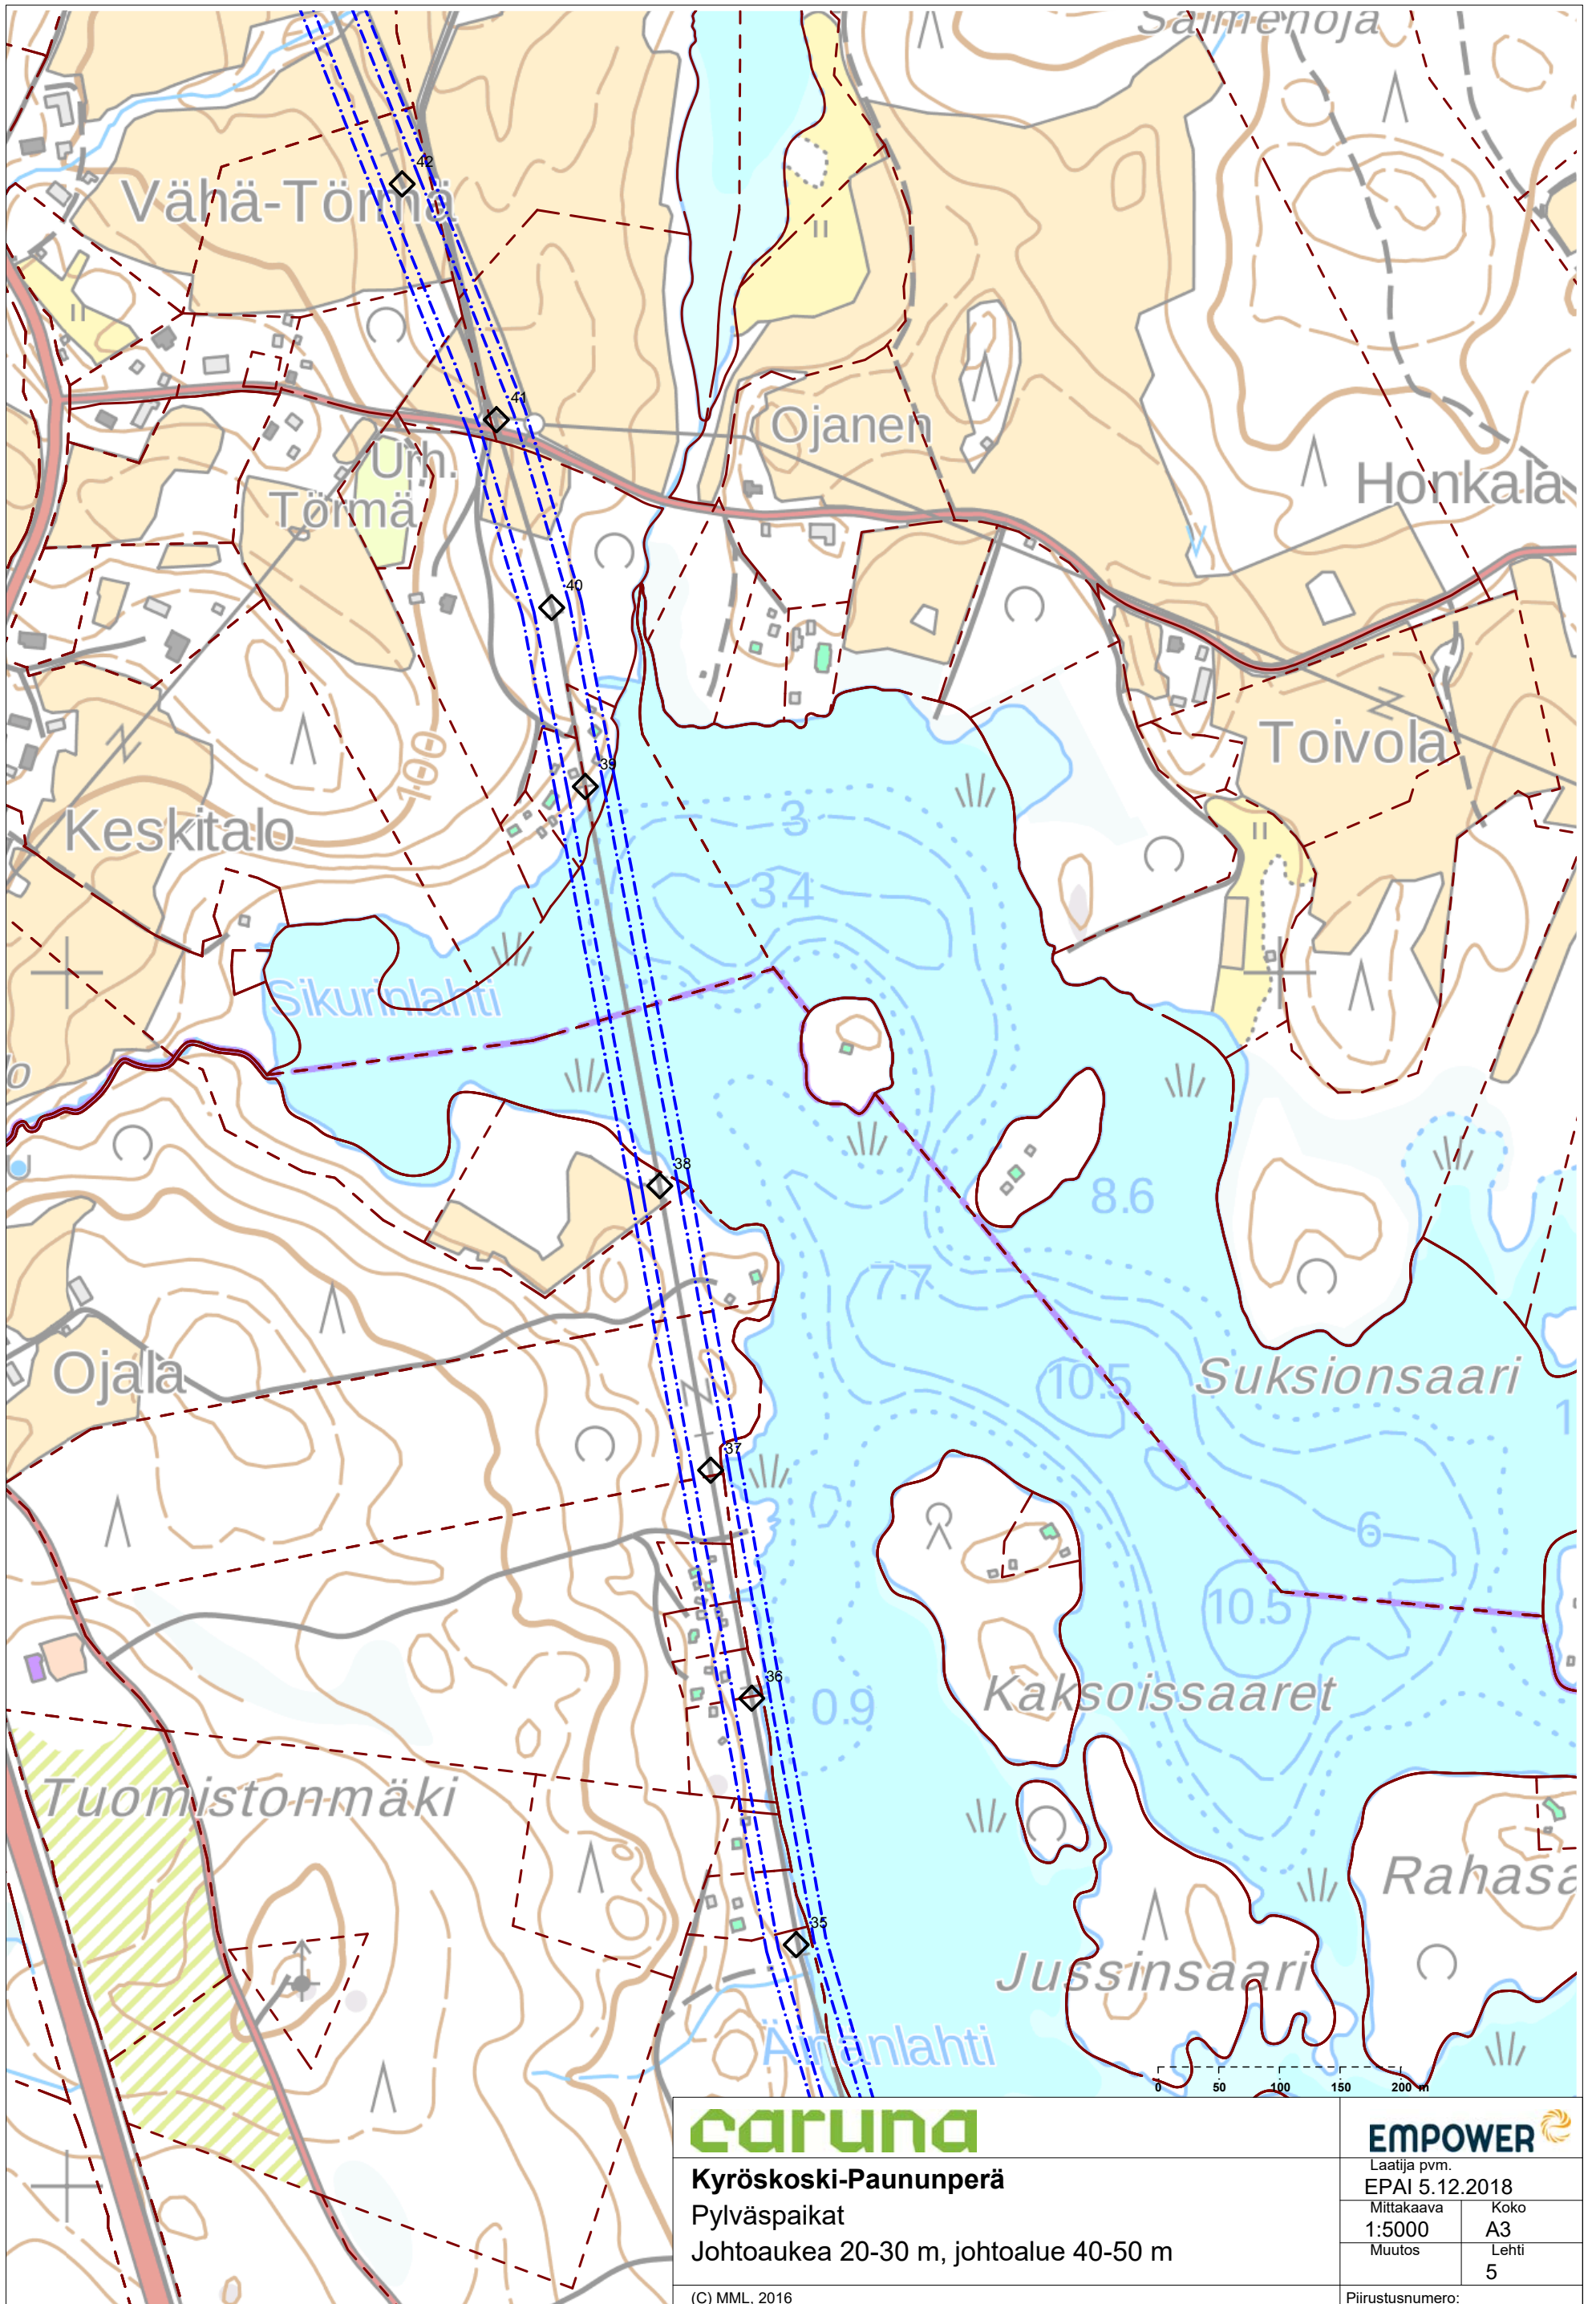 Saimenoja
42
Vähä-Törmä
41
Ojanen
Urh.
Törmä
Honkala
40
Toivola
39
100
3
Keskitalo
3.4
Sikurinlahti
38
8.6
7.7
Ojala
10.5
Suksionsaari
37
6
10.5
36
0.9
Kaksoissaaret
Tuomistonmäki
Rahasa
35
Jussinsaari
0 50 100 150 200 m
caruna
EMPOWER
Kyröskoski-Paununperä
Pylväspaikat
Johtoaukea 20-30 m, johtoalue 40-50 m
(C) MML, 2016
Laatija pvm.
EPAI 5.12.2018
Mittakaava Koko
1:5000 A3
Muutos Lehti
5
Piirustusnumero: